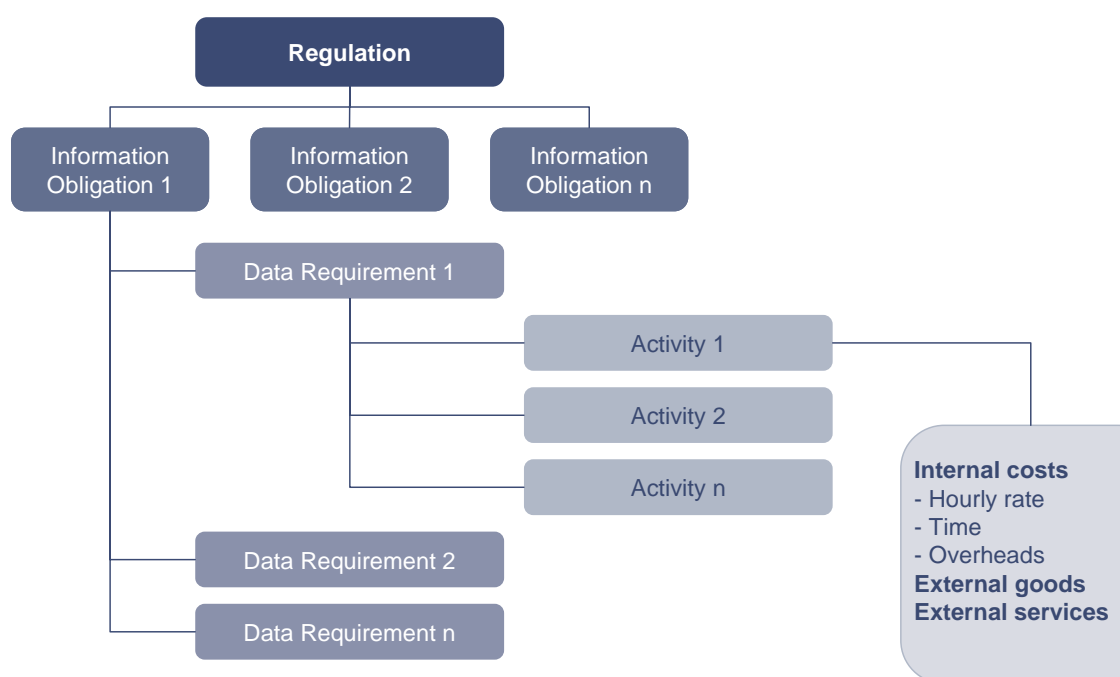 Regulation
Information
Obligation 1
Information
Obligation 2
Information
Obligation n
Data Requirement 1
Activity 1
Activity 2
Activity n
Internal costs
- Hourly rate
- Time
- Overheads
External goods
External services
Data Requirement 2
Data Requirement n